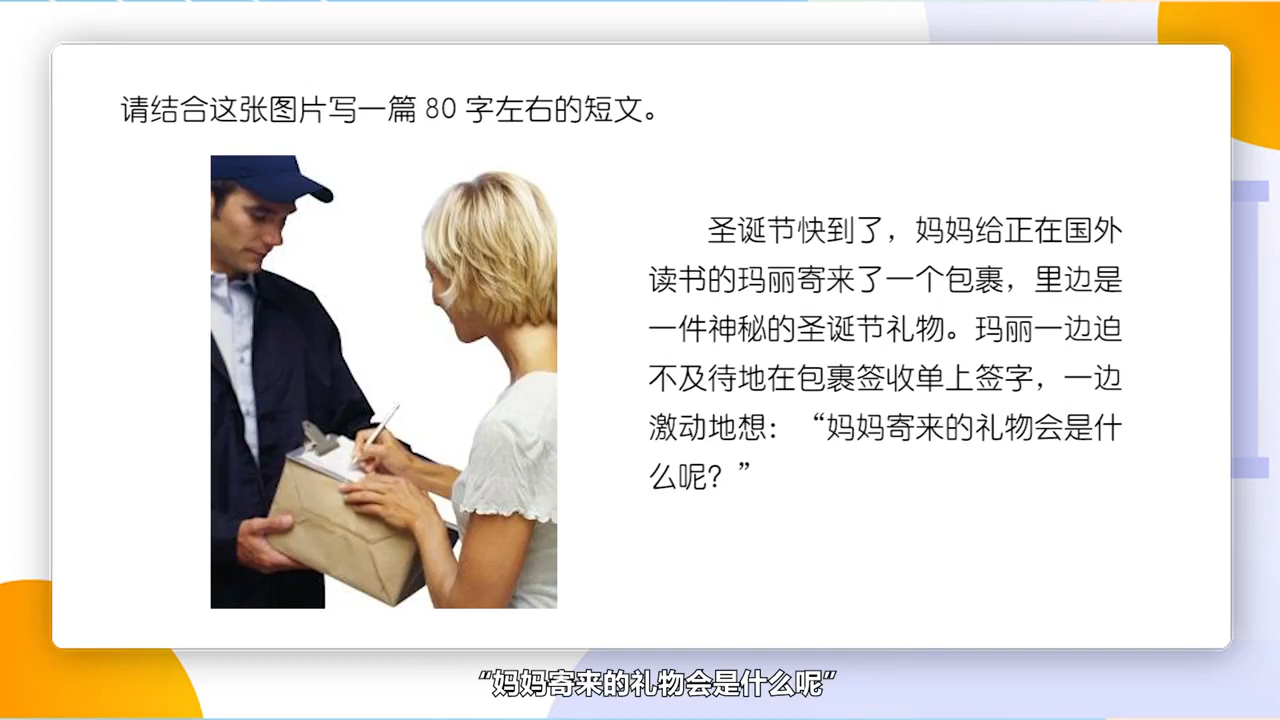 请结合这张图片写一篇 80 字左右的短文。
圣诞节快到了，妈妈给正在国外
读书的玛丽寄来了一个包裹，里边是
一件神秘的圣诞节礼物。玛丽一边迫
不及待地在包裹签收单上签字，一边
激动地想：“妈妈寄来的礼物会是什
么呢？”
“妈妈寄来的礼物会是什么呢”